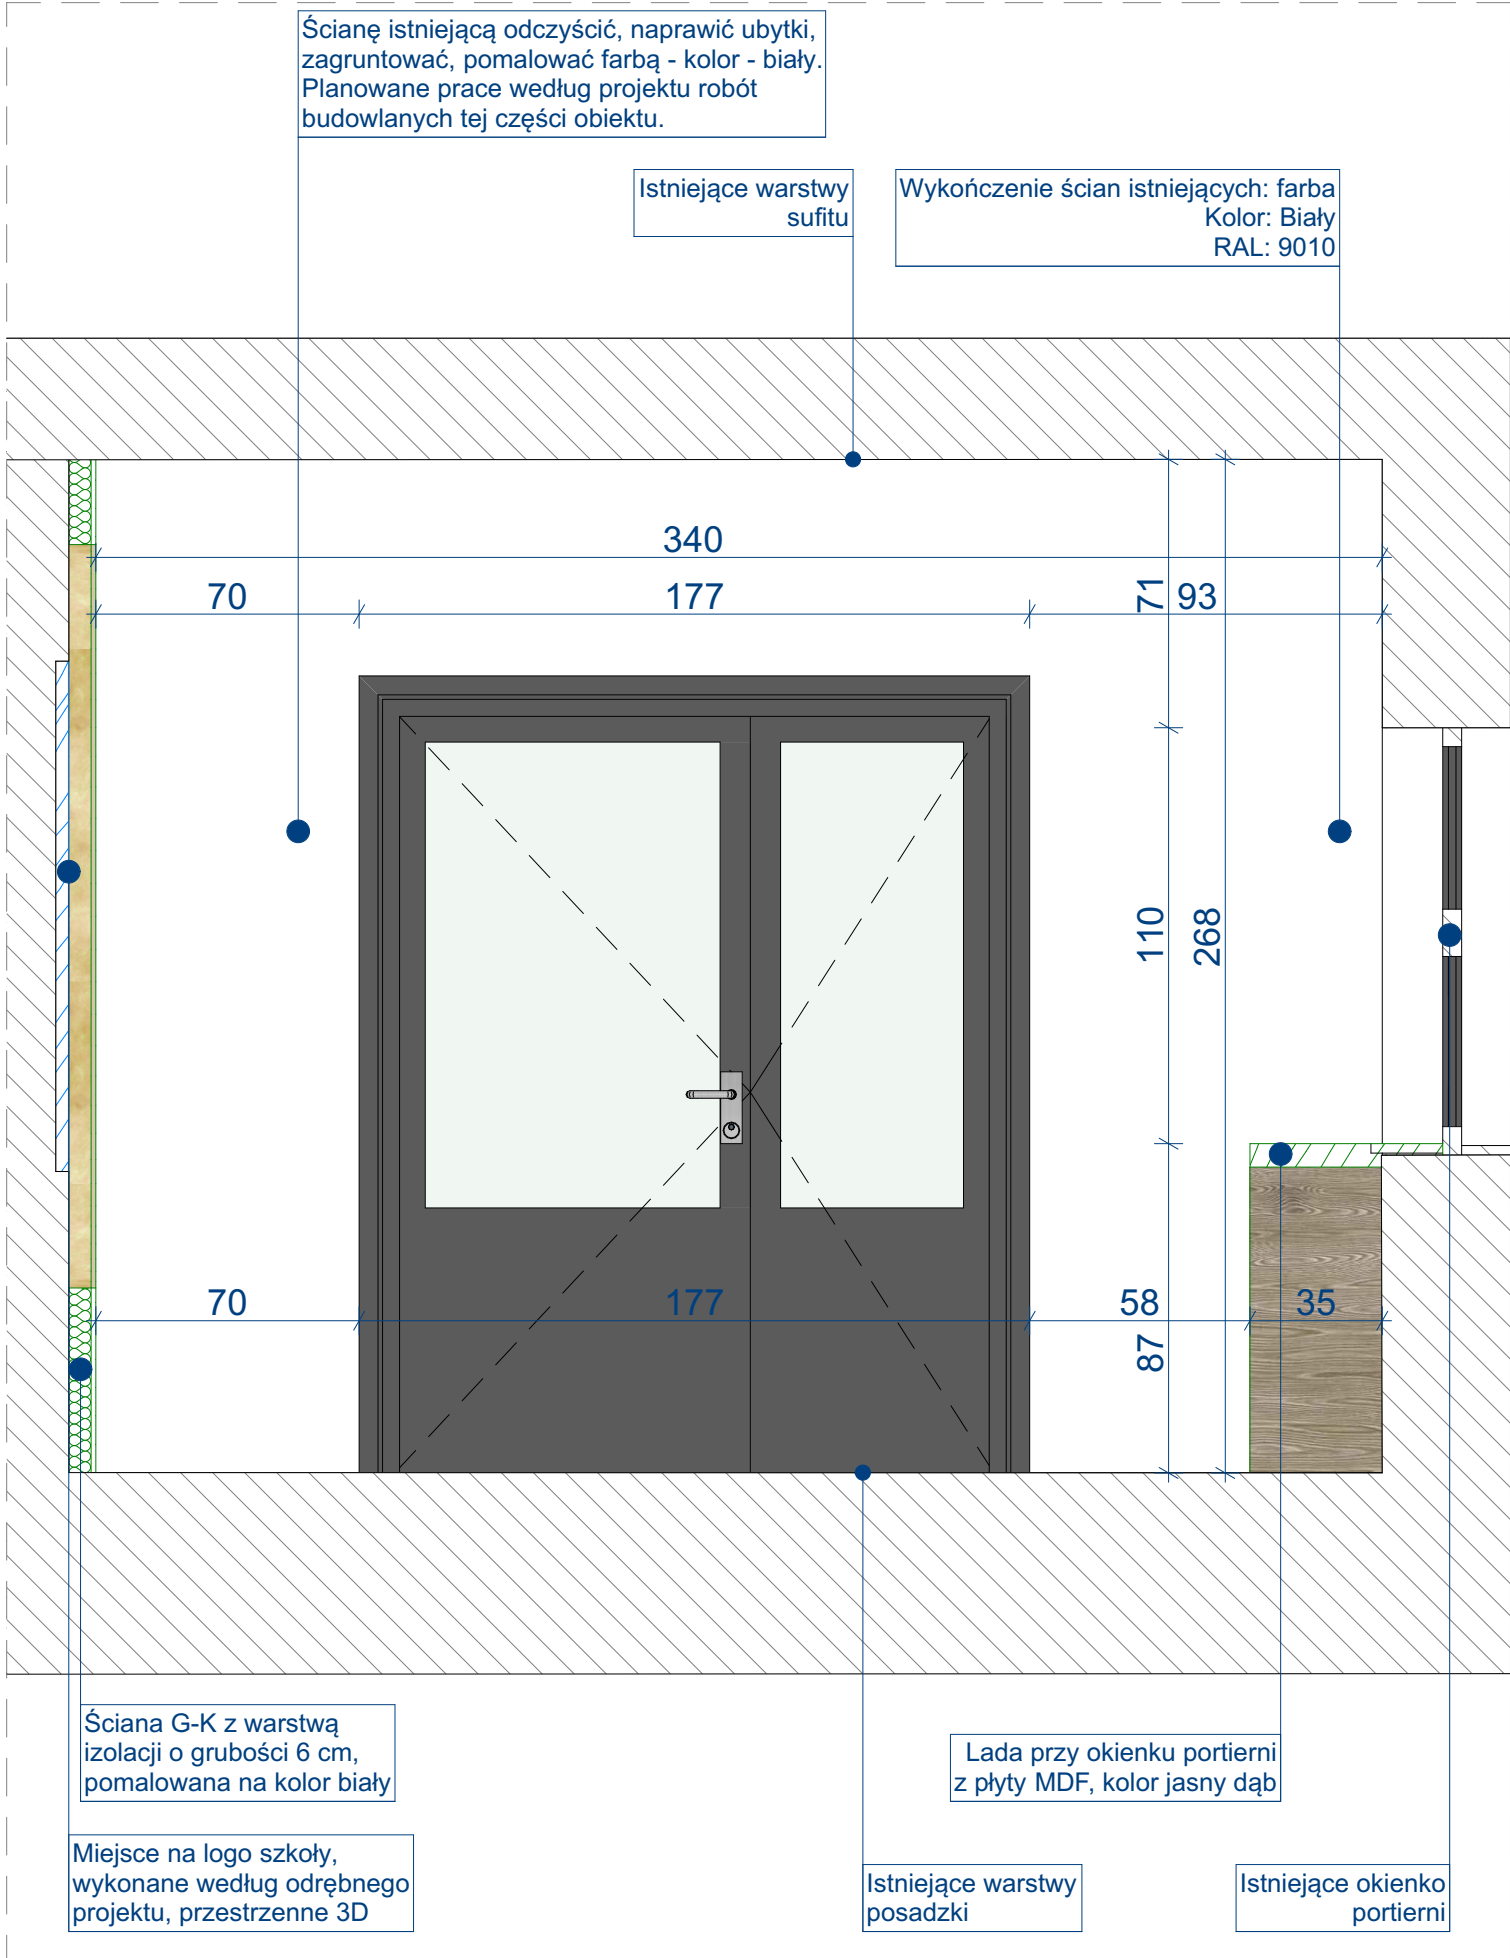 Ścianę istniejącą odczyścić, naprawić ubytki,
zagruntować, pomalować farbą - kolor - biały.
Planowane prace według projektu robót
budowlanych tej części obiektu.
Istniejące warstwy
sufitu
Wykończenie ścian istniejących: farba
Kolor: Biały
RAL: 9010
340
70
177
71
93
110
268
70
177
58
35
87
Ściana G-K z warstwą
izolacji o grubości 6 cm,
pomalowana na kolor biały
Lada przy okienku portierni
z płyty MDF, kolor jasny dąb
Miejsce na logo szkoły,
wykonane według odrębnego
projektu, przestrzenne 3D
Istniejące warstwy
posadzki
Istniejące okienko
portierni